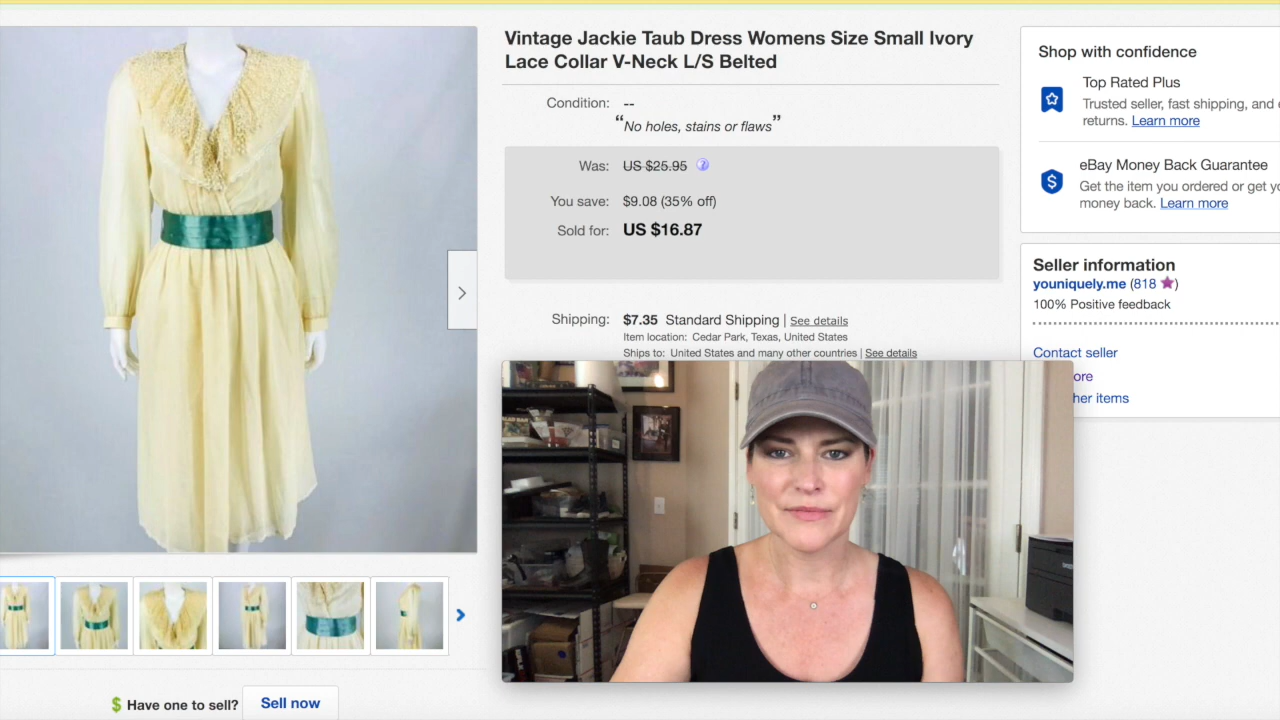 Vintage Jackie Taub Dress Womens Size Small Ivory
Lace Collar V-Neck L/S Belted
Condition: --
“No holes, stains or flaws”
Was: US $25.95 ?
You save: $9.08 (35% off)
Sold for: US $16.87
Shipping: $7.35 Standard Shipping | See details
Item location: Cedar Park, Texas, United States
Ships to: United States and many other countries | See details
Shop with confidence
Top Rated Plus
Trusted seller, fast shipping, and
returns. Learn more
eBay Money Back Guarantee
Get the item you ordered or get
money back. Learn more
Seller information
youniquely.me (818)
100% Positive feedback
Contact seller
ore
her items
$ Have one to sell? Sell now